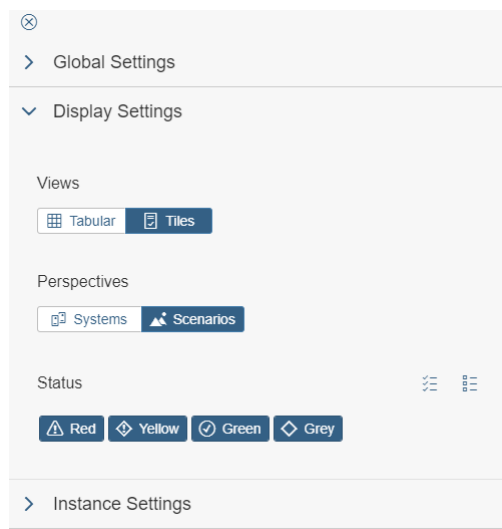 Global Settings
Display Settings
Views
Tabular Tiles
Perspectives
Systems Scenarios
Status
Red Yellow Green Grey
Instance Settings